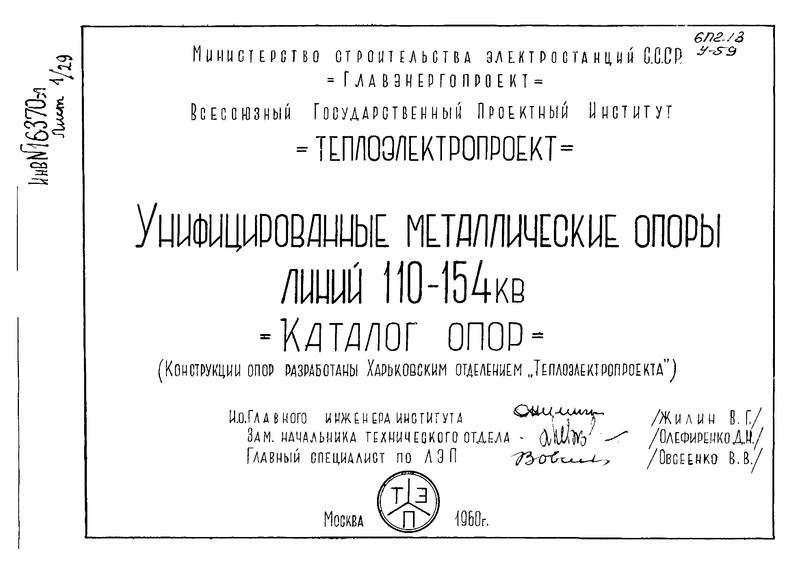 6П2.13
У-59
ИНВ№16370-Л
Лист 1/29
Министерство строительства электростанций С.С.С.Р.
= Главэнергопроект =
Всесоюзный Государственный Проектный Институт
= ТЕПЛОЭЛЕКТРОПРОЕКТ =
Унифицированные металлические опоры
линий 110-154кв
= Каталог опор =
(Конструкции опор разработаны Харьковским отделением „Теплоэлектропроекта")
И.о.Главного инженера института /Жилин В.Г./
Зам. начальника технического отдела - /Олефиренко Д.Н./
Главный специалист по ЛЭП /Овсеенко В.В./
Т Э П
Москва 1960г.